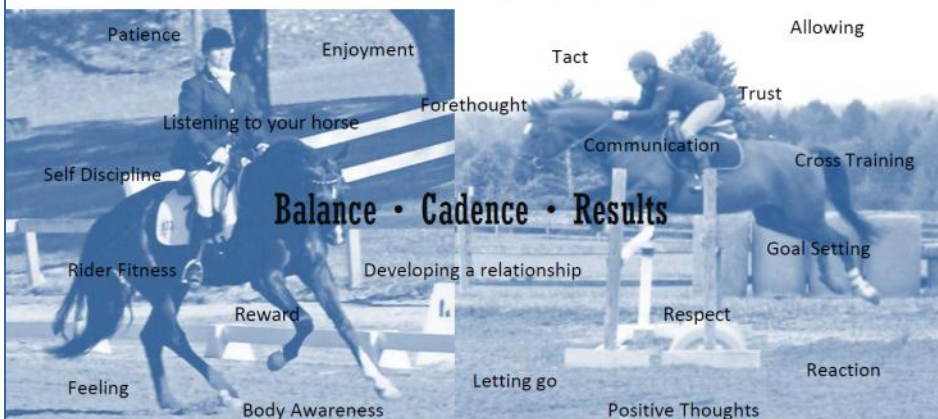 Allowing
Patience
Enjoyment
Tact
Trust
Forethought
Listening to your horse
Communication
Cross Training
Self Discipline
Balance • Cadence • Results
Goal Setting
Rider Fitness
Developing a relationship
Reward
Respect
Reaction
Letting go
Feeling
Body Awareness
Positive Thoughts